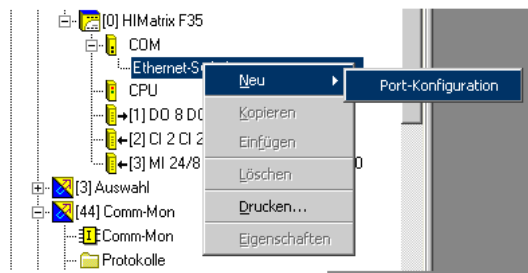 [0] HIMatrix F35
COM
Ethernet-S
Neu
Port-Konfiguration
CPU
Kopieren
[1] DO 8 DO
[2] CI 2 CI 2
Einfügen
[3] MI 24/8
Löschen
[3] Auswahl
Drucken...
[44] Comm-Mon
Comm-Mon
Eigenschaften
Protokolle